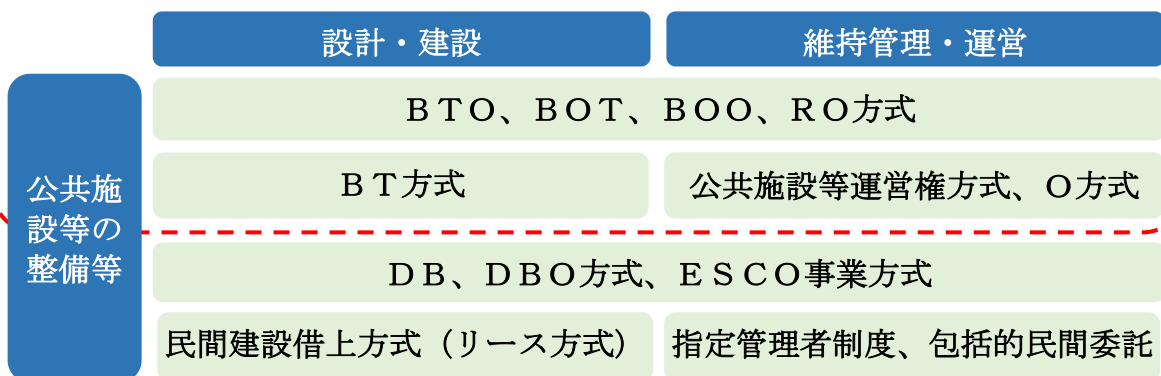 設計・建設
維持管理・運営
公共施
設等の
整備等
ＢＴＯ、ＢＯＴ、ＢＯＯ、ＲＯ方式
ＢＴ方式
公共施設等運営権方式、Ｏ方式
ＤＢ、ＤＢＯ方式、ＥＳＣＯ事業方式
民間建設借上方式（リース方式）
指定管理者制度、包括的民間委託